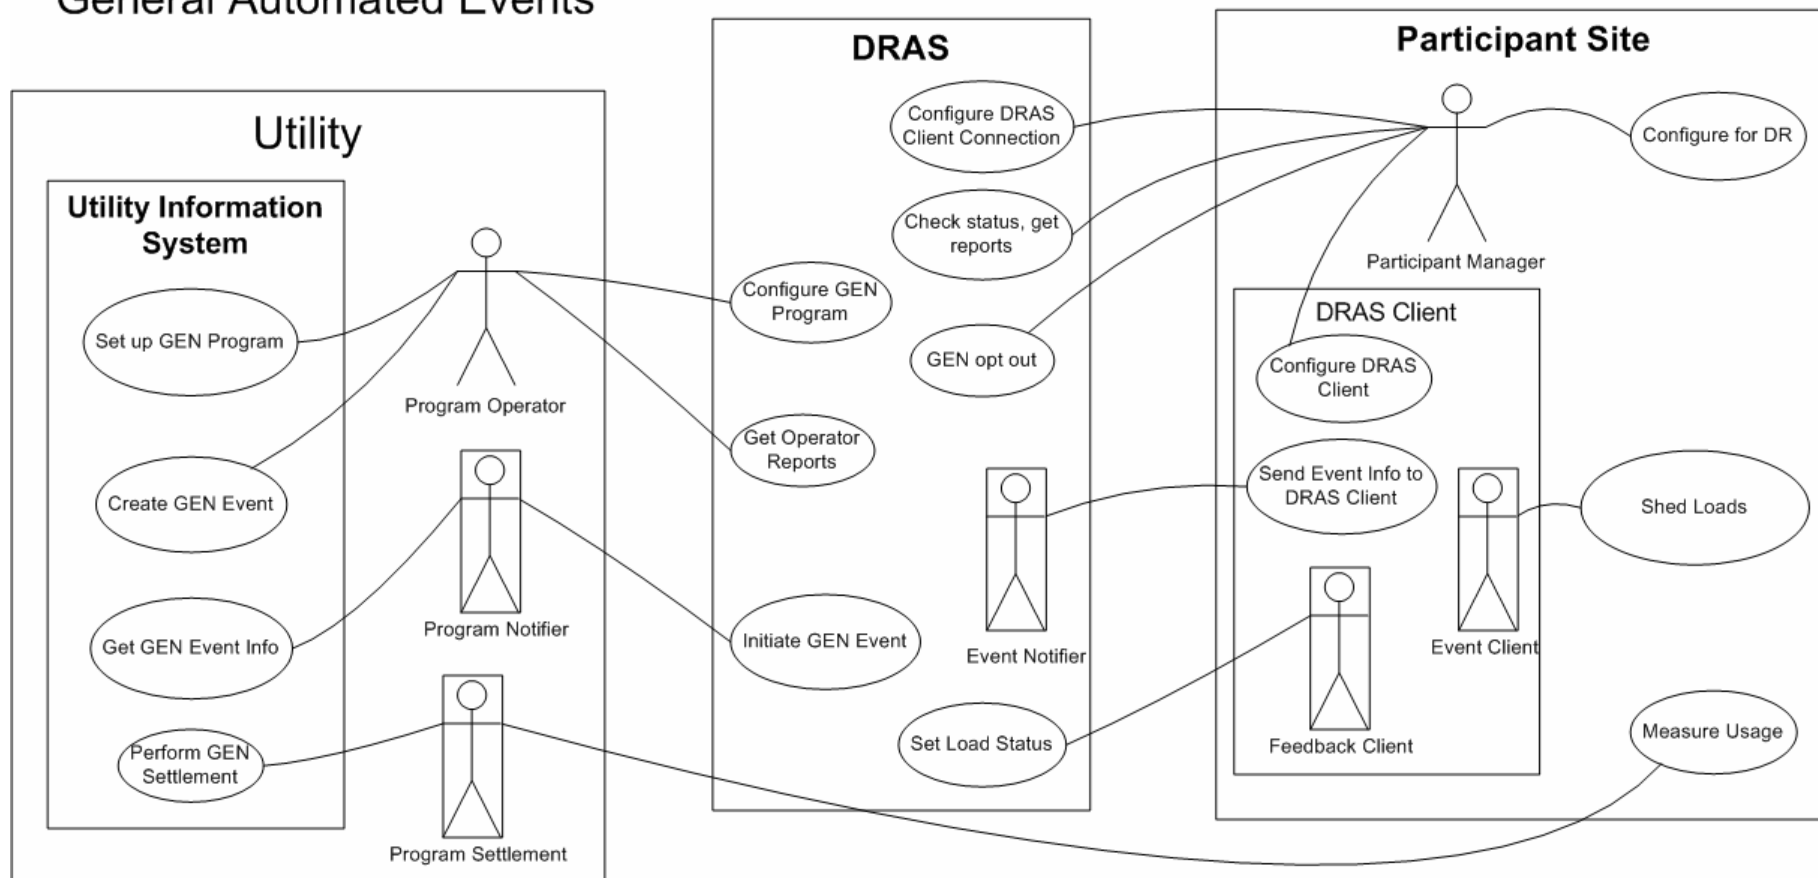 General Automated Events
Utility
Utility Information
System
Set up GEN Program
Create GEN Event
Get GEN Event Info
Perform GEN
Settlement
Program Operator
Program Notifier
Program Settlement
DRAS
Configure DRAS
Client Connection
Check status, get
reports
Configure GEN
Program
GEN opt out
Get Operator
Reports
Initiate GEN Event
Event Notifier
Set Load Status
Participant Site
Participant Manager
Configure for DR
DRAS Client
Configure DRAS
Client
Send Event Info to
DRAS Client
Event Client
Feedback Client
Shed Loads
Measure Usage